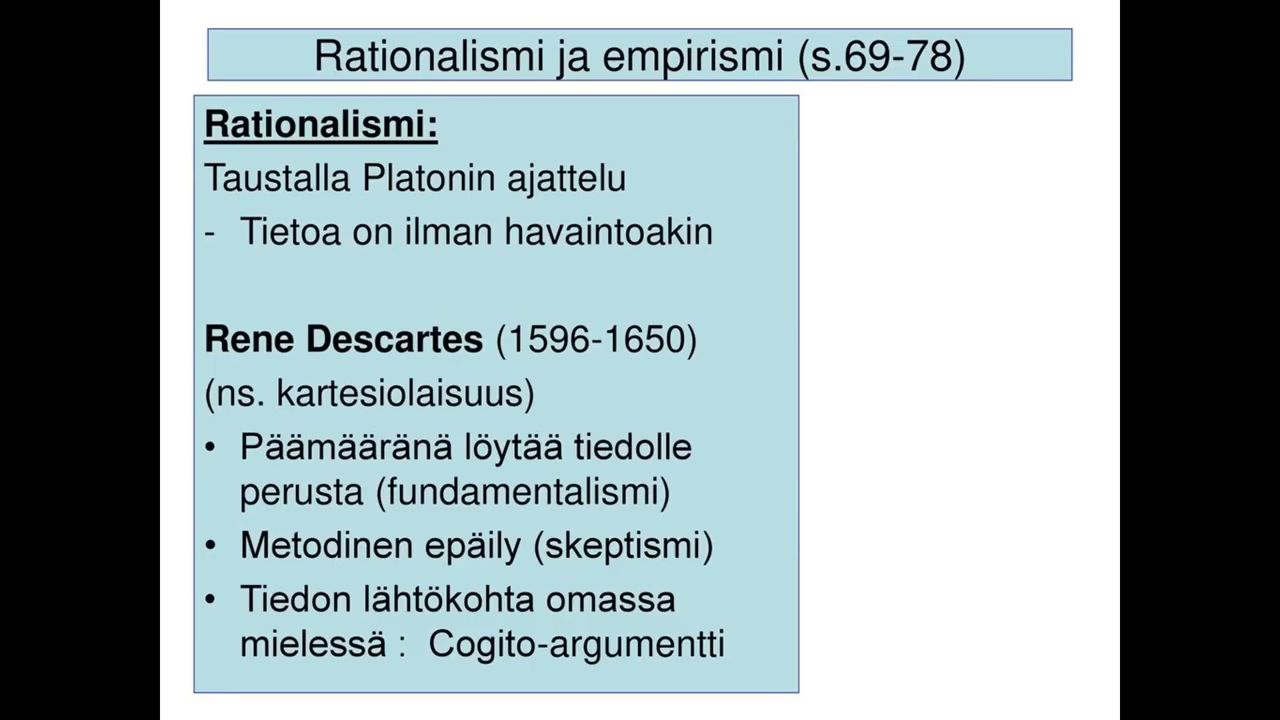 Rationalismi ja empirismi (s.69-78)
Rationalismi:
Taustalla Platonin ajattelu
- Tietoa on ilman havaintoakin
Rene Descartes (1596-1650)
(ns. kartesiolaisuus)
• Päämääränä löytää tiedolle
perusta (fundamentalismi)
• Metodinen epäily (skeptismi)
• Tiedon lähtökohta omassa
mielessä : Cogito-argumentti